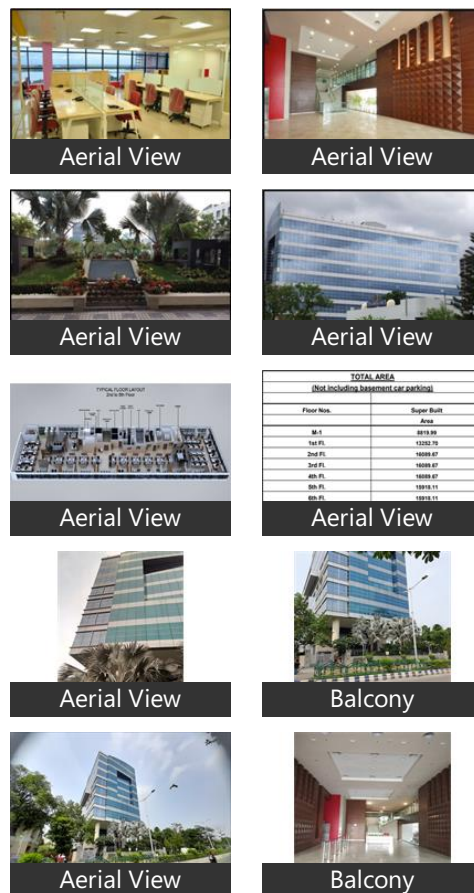 Aerial View
Aerial View
Aerial View
Aerial View
TYPICAL FLOOR LAYOUT
2nd to 9th Floor
Aerial View
TOTAL AREA
(Not including basement car parking)
Floor Nos. Super Built
Area
M-1 8819.98
1st Fl. 13252.70
2nd Fl. 16089.67
3rd Fl. 16089.67
4th Fl. 16089.67
5th Fl. 15918.11
6th Fl. 15918.11
Aerial View
Aerial View
Balcony
Aerial View
Balcony